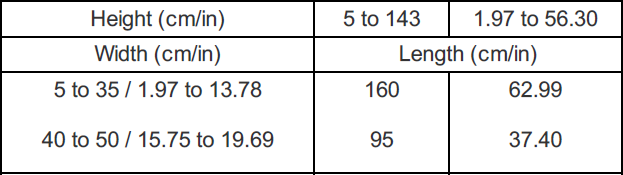 Height (cm/in) 5 to 143 1.97 to 56.30
Width (cm/in) Length (cm/in)
5 to 35 / 1.97 to 13.78 160 62.99
40 to 50 / 15.75 to 19.69 95 37.40